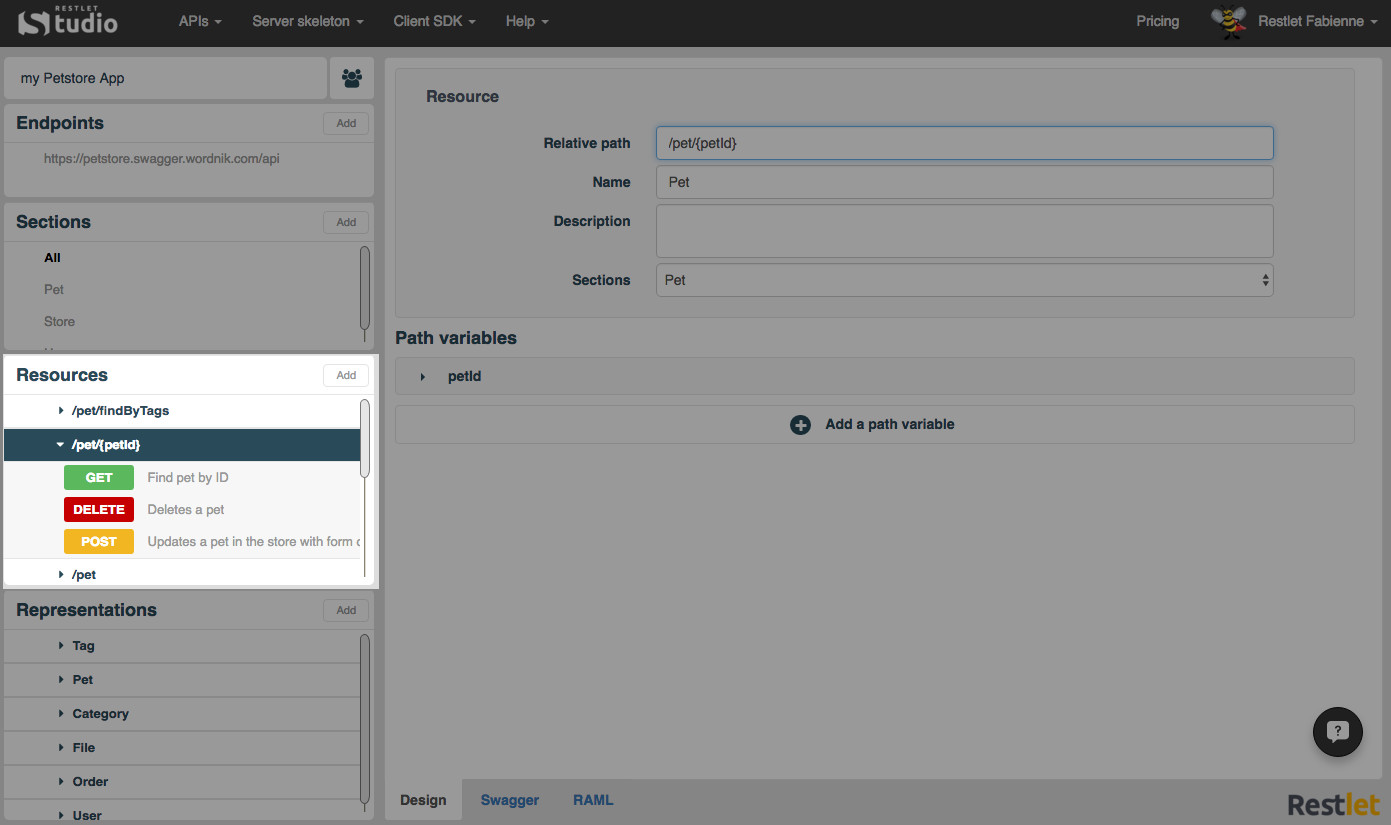 RESTLET
Studio
APIs
Server skeleton
Client SDK
Help
Pricing
Restlet Fabienne
my Petstore App
Endpoints
Add
https://petstore.swagger.wordnik.com/api
Sections
Add
All
Pet
Store
Resources
Add
/pet/findByTags
/pet/{petId}
GET Find pet by ID
DELETE Deletes a pet
POST Updates a pet in the store with form
/pet
Representations
Add
Tag
Pet
Category
File
Order
User
Resource
Relative path /pet/{petId}
Name Pet
Description
Sections Pet
Path variables
petId
Add a path variable
?
Design
Swagger
RAML
Restlet